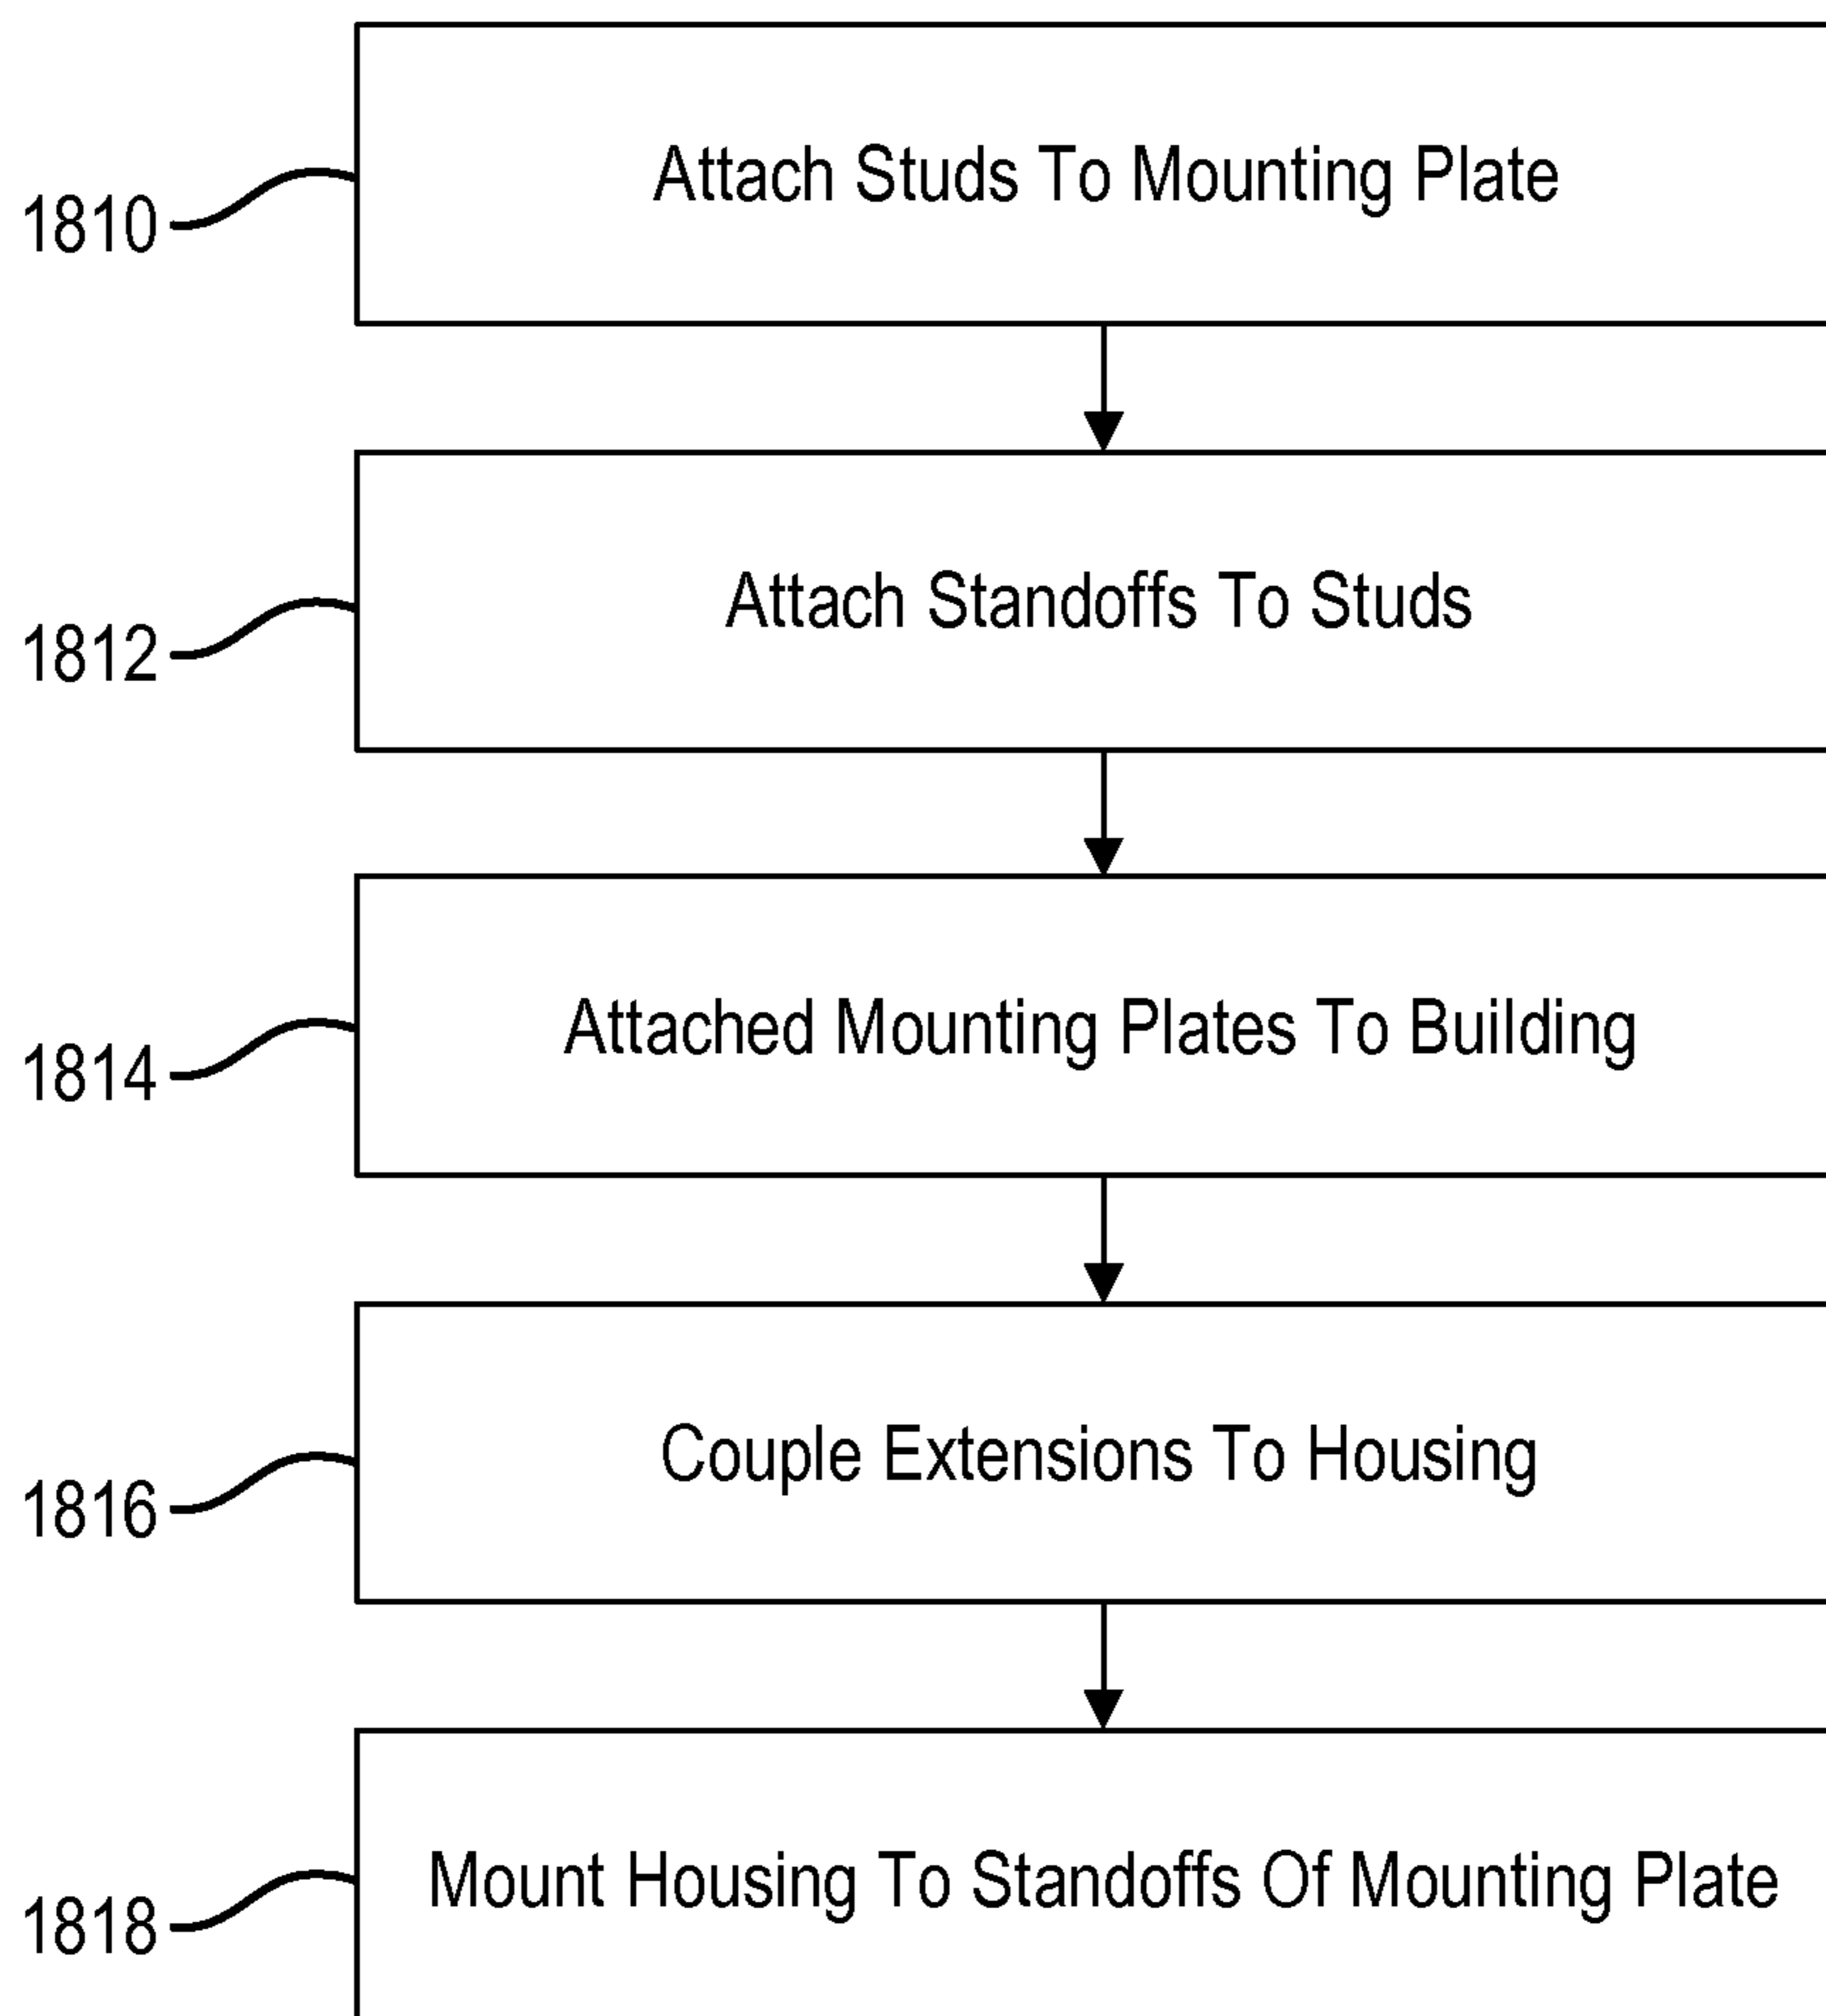 Attach Studs To Mounting Plate
1810
Attach Standoffs To Studs
1812
Attached Mounting Plates To Building
1814
Couple Extensions To Housing
1816
Mount Housing To Standoffs Of Mounting Plate
1818